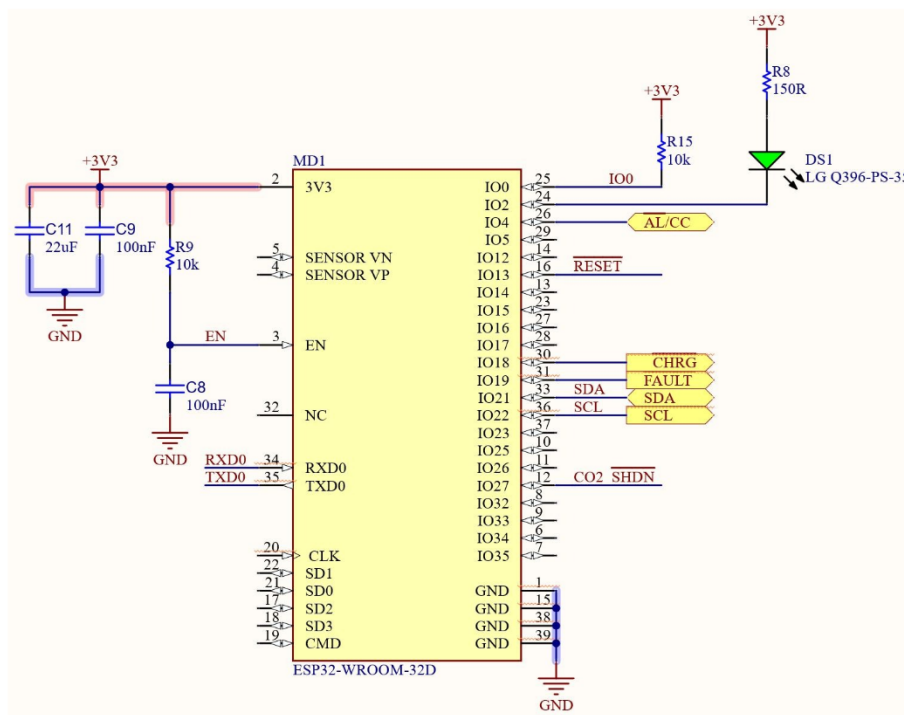 +3V3
R8
150R
DS1
LG Q396-PS-35
+3V3
R15
10k
IO0
MD1
+3V3
C11
22uF
C9
100nF
R9
10k
GND
EN
C8
100nF
GND
RXD0
TXD0
2 3V3
5 SENSOR VN
4 SENSOR VP
3 EN
32 NC
34 RXD0
35 TXD0
20 CLK
22 SD1
21 SD0
17 SD2
18 SD3
19 CMD
IO0 25
IO2 24
IO4 26 AL/CC
IO5 29
IO12 14
IO13 16 RESET
IO14 13
IO15 23
IO16 27
IO17 28
IO18 30 CHRG
IO19 31 FAULT
IO21 33 SDA SDA
IO22 36 SCL SCL
IO23 37
IO25 10
IO26 11
IO27 12 CO2 SHDN
IO32 8
IO33 9
IO34 6
IO35 7
GND 1
GND 15
GND 38
GND 39
ESP32-WROOM-32D
GND